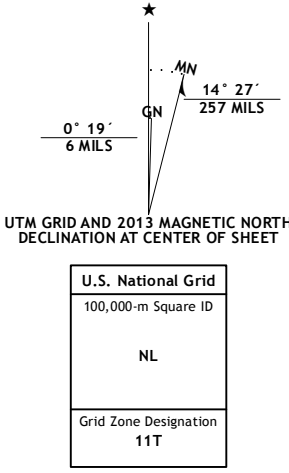 ★
MN
14° 27´
257 MILS
GN
0° 19´
6 MILS
UTM GRID AND 2013 MAGNETIC NORTH
DECLINATION AT CENTER OF SHEET
U.S. National Grid
100,000-m Square ID
NL
Grid Zone Designation
11T